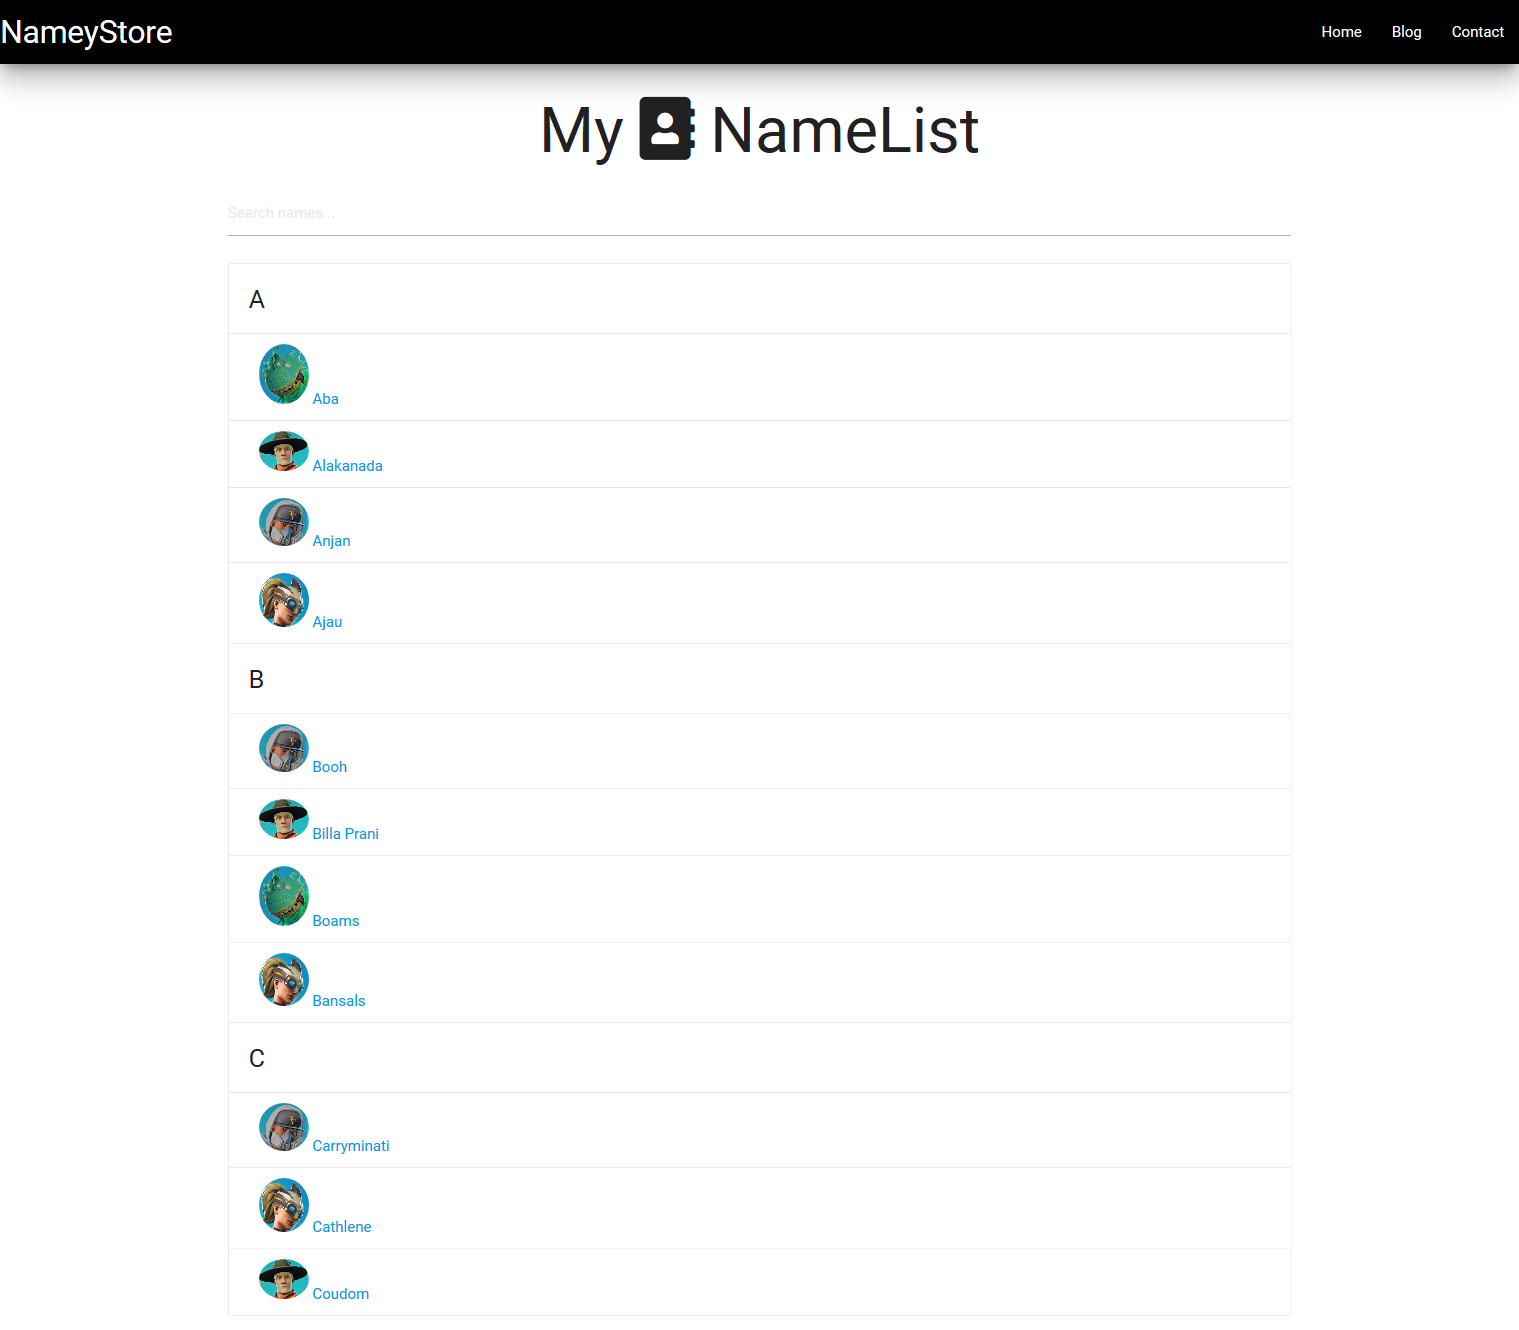 NameyStore
Home Blog Contact
My NameList
Search names...
A
Aba
Alakanada
Anjan
Ajau
B
Booh
Billa Prani
Boams
Bansals
C
Carryminati
Cathlene
Coudom